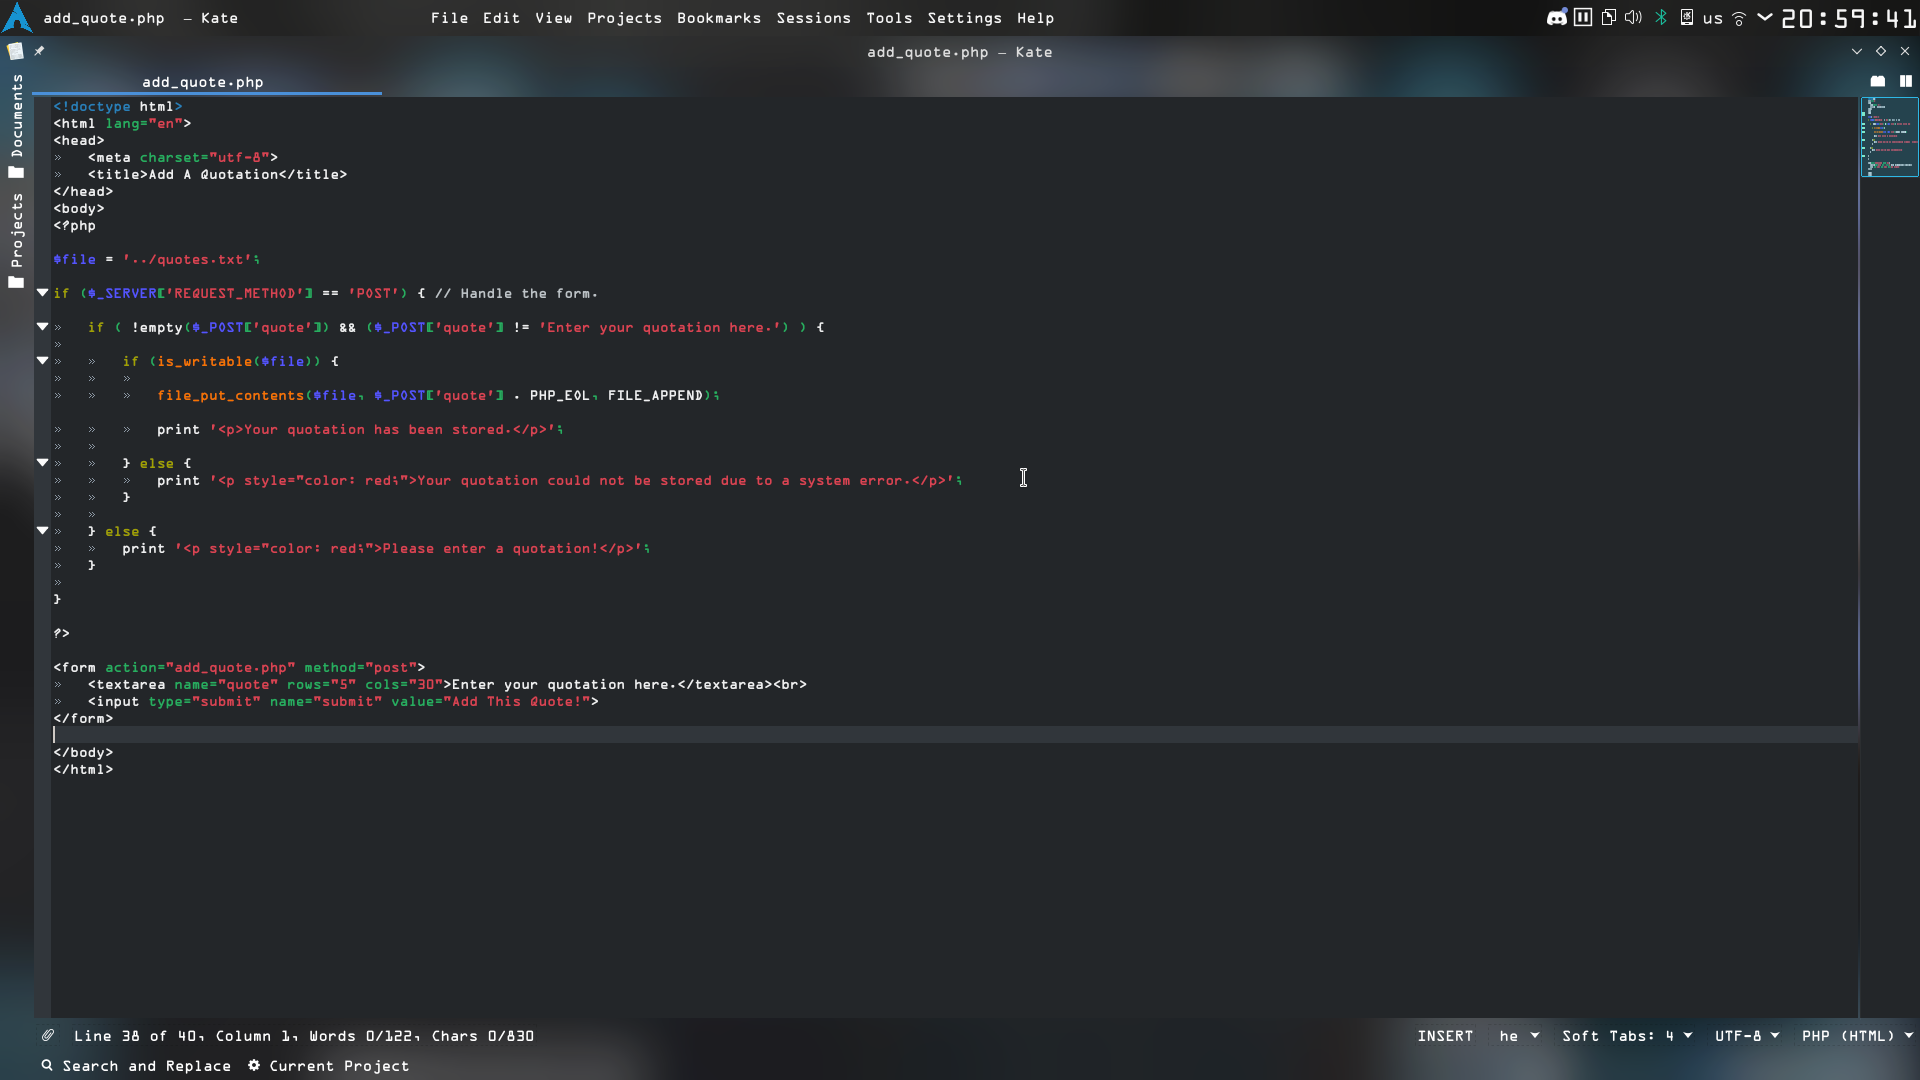 add_quote.php — Kate
File Edit View Projects Bookmarks Sessions Tools Settings Help
us
20:59:41
add_quote.php — Kate
add_quote.php
Documents
Projects
<!doctype html>
<html lang="en">
<head>
» <meta charset="utf-8">
» <title>Add A Quotation</title>
</head>
<body>
<?php
$file = '../quotes.txt';
if ($_SERVER['REQUEST_METHOD'] == 'POST') { // Handle the form.
» if ( !empty($_POST['quote']) && ($_POST['quote'] != 'Enter your quotation here.') ) {
»
» » if (is_writable($file)) {
» » »
» » » file_put_contents($file, $_POST['quote'] . PHP_EOL, FILE_APPEND);
» » » print '<p>Your quotation has been stored.</p>';
» »
» » } else {
» » » print '<p style="color: red;">Your quotation could not be stored due to a system error.</p>';
» » }
» »
» } else {
» » print '<p style="color: red;">Please enter a quotation!</p>';
» }
»
}
?>
<form action="add_quote.php" method="post">
» <textarea name="quote" rows="5" cols="30">Enter your quotation here.</textarea><br>
» <input type="submit" name="submit" value="Add This Quote!">
</form>
</body>
</html>
Line 38 of 40, Column 1, Words 0/122, Chars 0/830
INSERT he Soft Tabs: 4 UTF-8 PHP (HTML)
Search and Replace Current Project